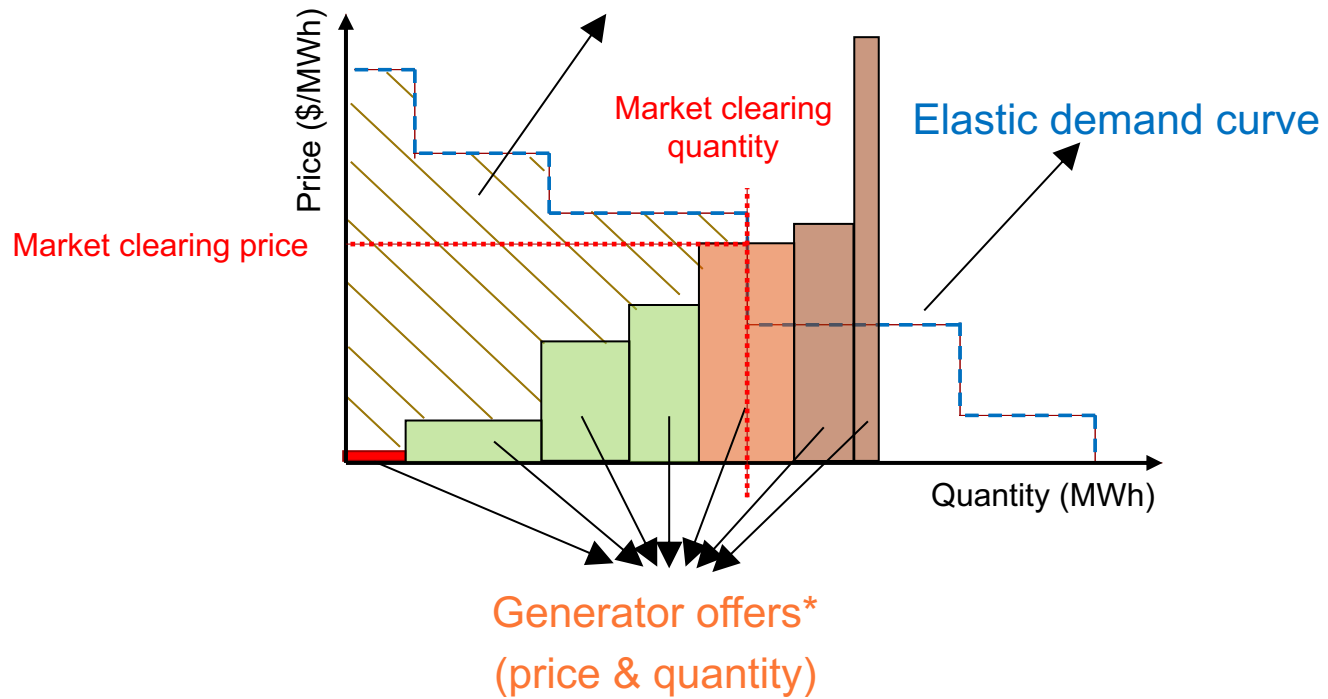 Price ($/MWh)
Market clearing
quantity
Elastic demand curve
Market clearing price
Quantity (MWh)
Generator offers*
(price & quantity)